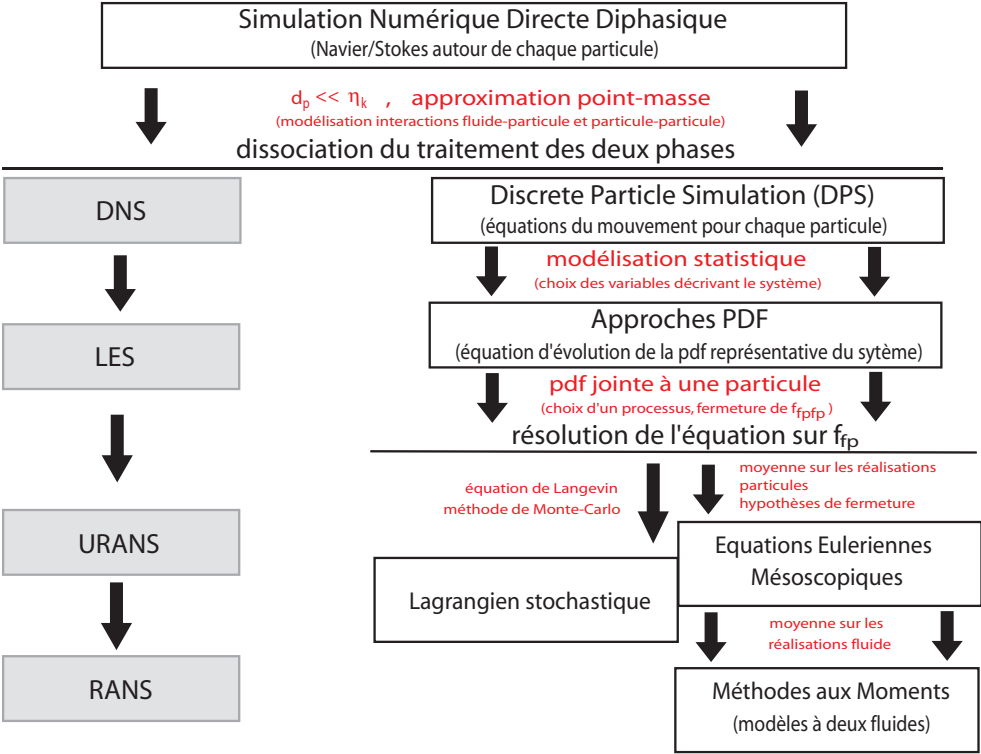 Simulation Numérique Directe Diphasique
(Navier/Stokes autour de chaque particule)
dp << ηk , approximation point-masse
(modélisation interactions fluide-particule et particule-particule)
dissociation du traitement des deux phases
DNS
LES
URANS
RANS
Discrete Particle Simulation (DPS)
(équations du mouvement pour chaque particule)
modélisation statistique
(choix des variables décrivant le système)
Approches PDF
(équation d'évolution de la pdf représentative du sytème)
pdf jointe à une particule
(choix d'un processus, fermeture de ffpfp )
résolution de l'équation sur ffp
équation de Langevin
méthode de Monte-Carlo
moyenne sur les réalisations
particules
hypothèses de fermeture
Lagrangien stochastique
Equations Euleriennes
Mésoscopiques
moyenne sur les
réalisations fluide
Méthodes aux Moments
(modèles à deux fluides)